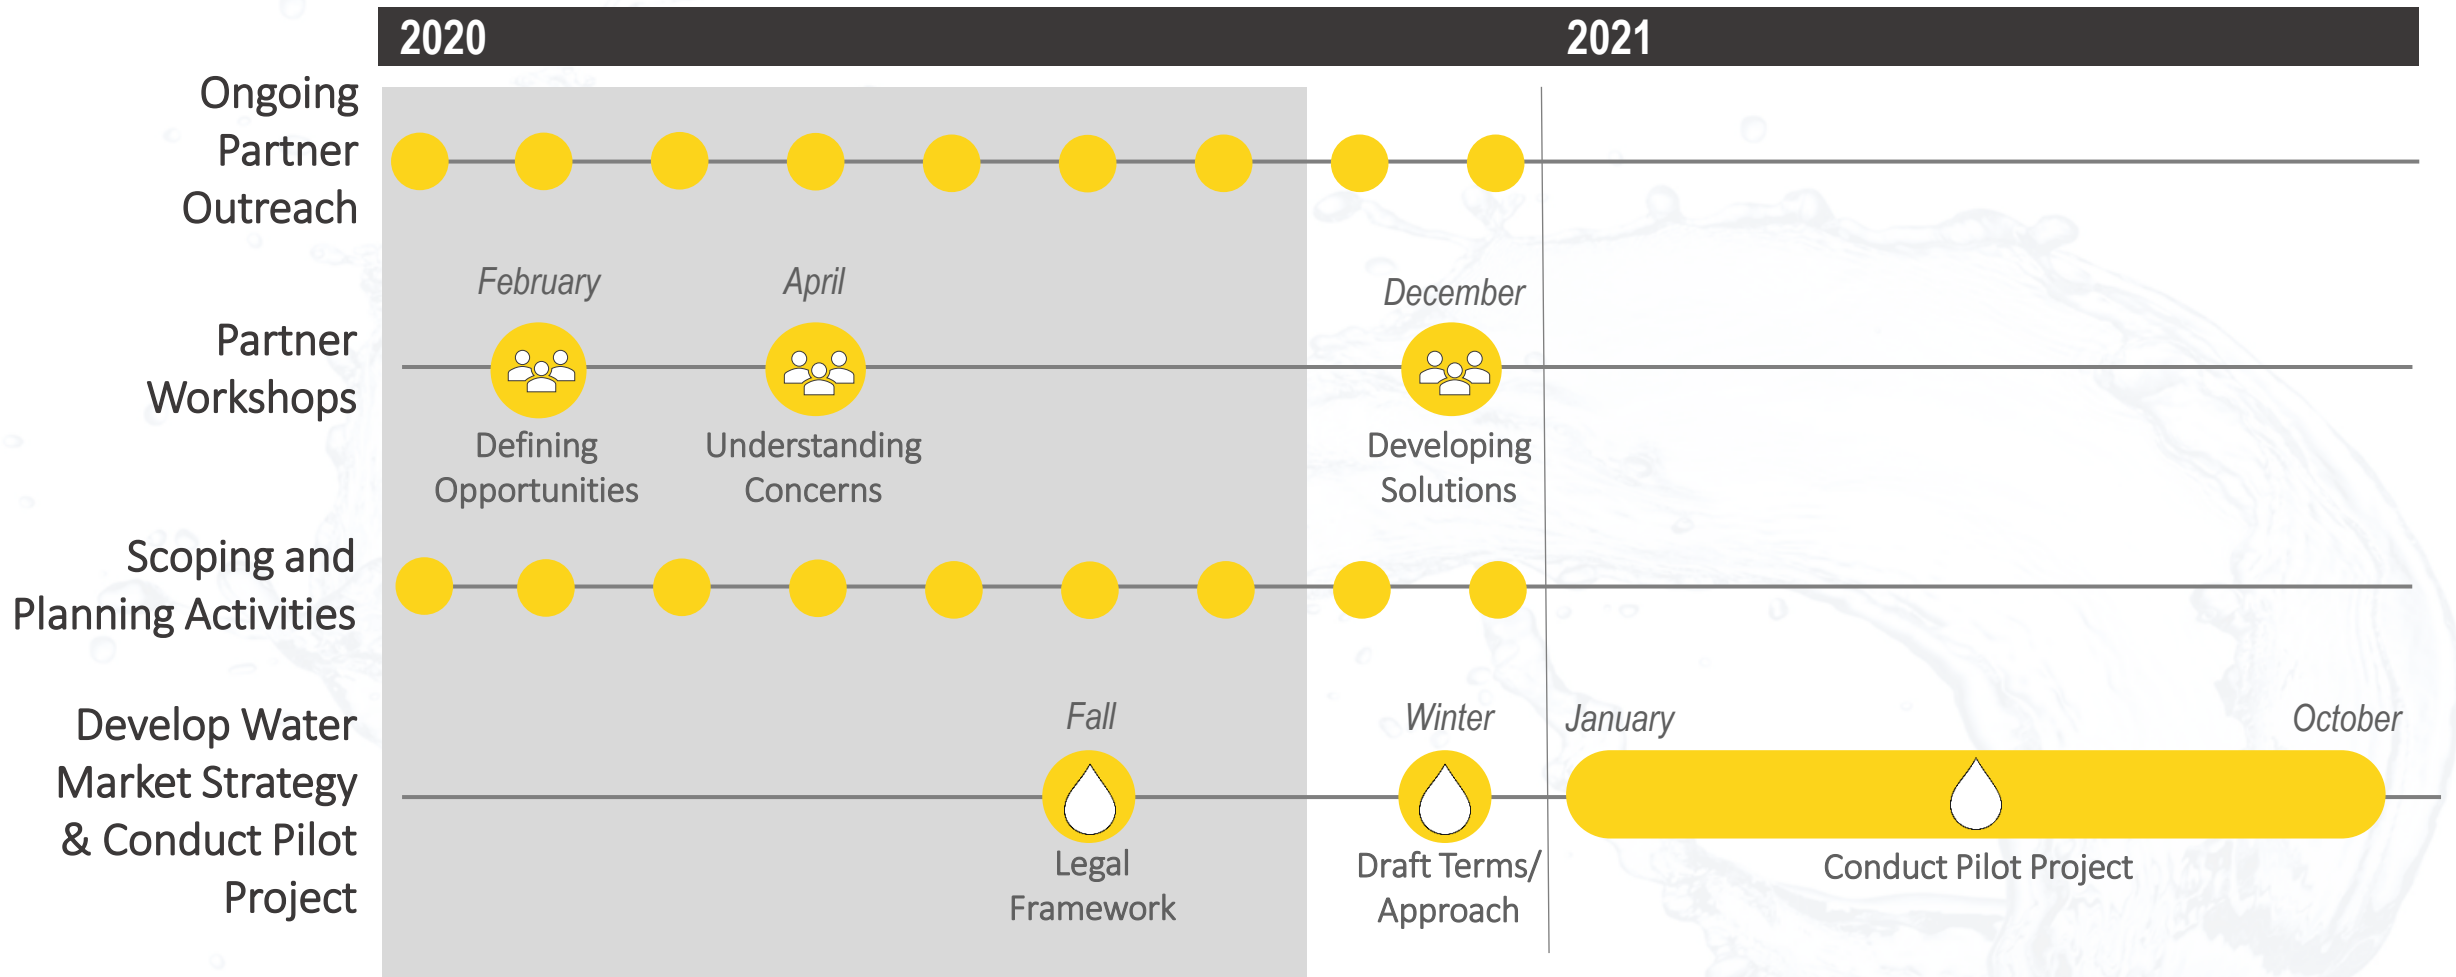 2020
2021
Ongoing
Partner
Outreach
February
April
December
Partner
Workshops
Defining
Opportunities
Understanding
Concerns
Developing
Solutions
Scoping and
Planning Activities
Fall
Winter
January
October
Develop Water
Market Strategy
& Conduct Pilot
Project
Legal
Framework
Draft Terms/
Approach
Conduct Pilot Project